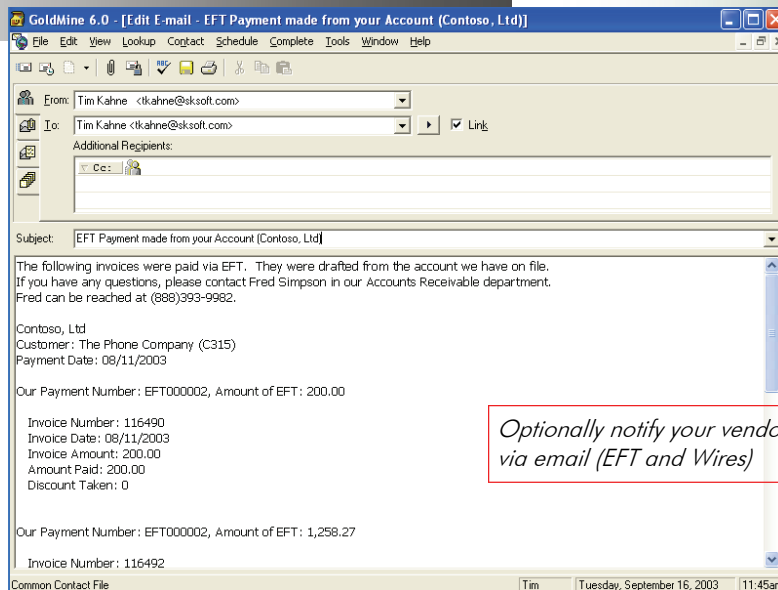 GoldMine 6.0 - [Edit E-mail - EFT Payment made from your Account (Contoso, Ltd)]
File Edit View Lookup Contact Schedule Complete Tools Window Help
ABC
From: Tim Kahne <tkahne@sksoft.com>
To: Tim Kahne <tkahne@sksoft.com> Link
Additional Recipients:
Cc:
Subject: EFT Payment made from your Account (Contoso, Ltd)
The following invoices were paid via EFT. They were drafted from the account we have on file.
If you have any questions, please contact Fred Simpson in our Accounts Receivable department.
Fred can be reached at (888)393-9982.
Contoso, Ltd
Customer: The Phone Company (C315)
Payment Date: 08/11/2003
Our Payment Number: EFT000002, Amount of EFT: 200.00
Invoice Number: 116490
Invoice Date: 08/11/2003
Invoice Amount: 200.00
Amount Paid: 200.00
Discount Taken: 0
Optionally notify your vendo
via email (EFT and Wires)
Our Payment Number: EFT000002, Amount of EFT: 1,258.27
Invoice Number: 116492
Common Contact File Tim Tuesday, September 16, 2003 11:45am